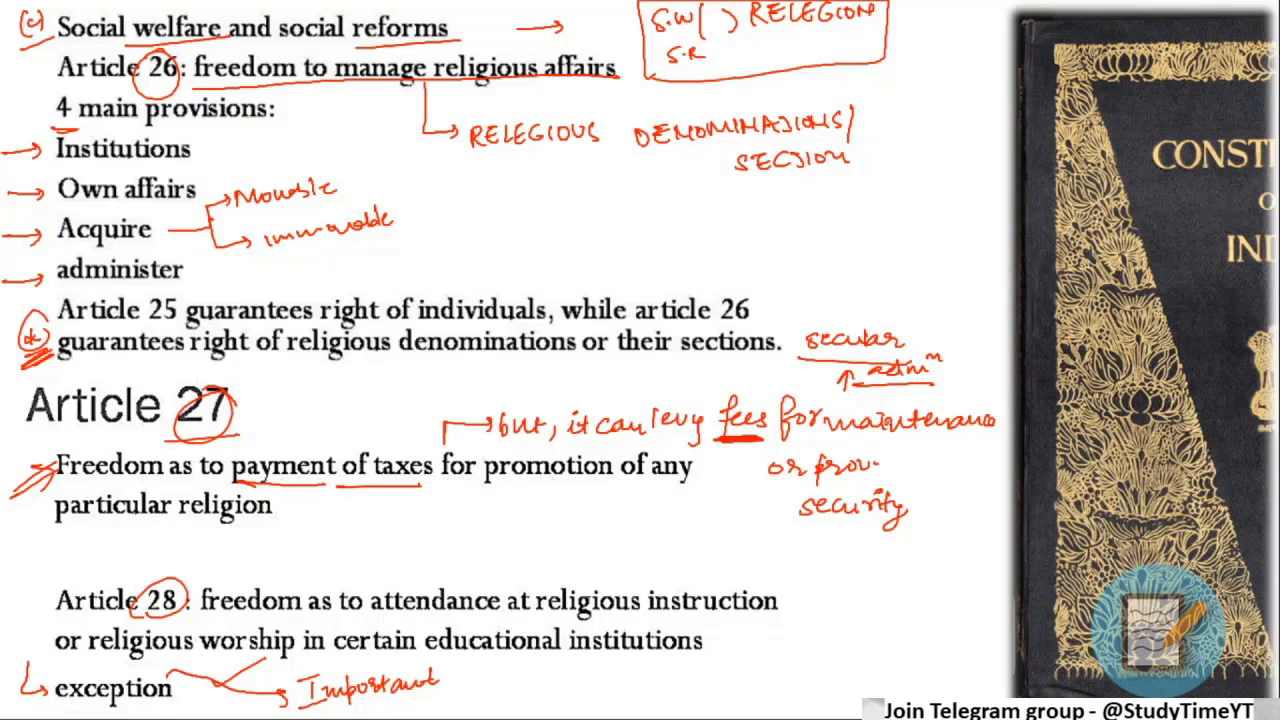 (c) Social welfare and social reforms → S.W ( ) RELEGION
S.R
Article 26: freedom to manage religious affairs
4 main provisions:
RELEGIOUS DENOMINATIONS/
SECTION
Institutions
Own affairs
Movable
Acquire
immovable
administer
Article 25 guarantees right of individuals, while article 26
guarantees right of religious denominations or their sections.
secular
admnn
Article 27
but, it can levy fees for maintenance
Freedom as to payment of taxes for promotion of any
or prov.
particular religion
security
Article 28: freedom as to attendance at religious instruction
or religious worship in certain educational institutions
exception
Important
CONST
O
IND
Join Telegram group - @StudyTimeYT